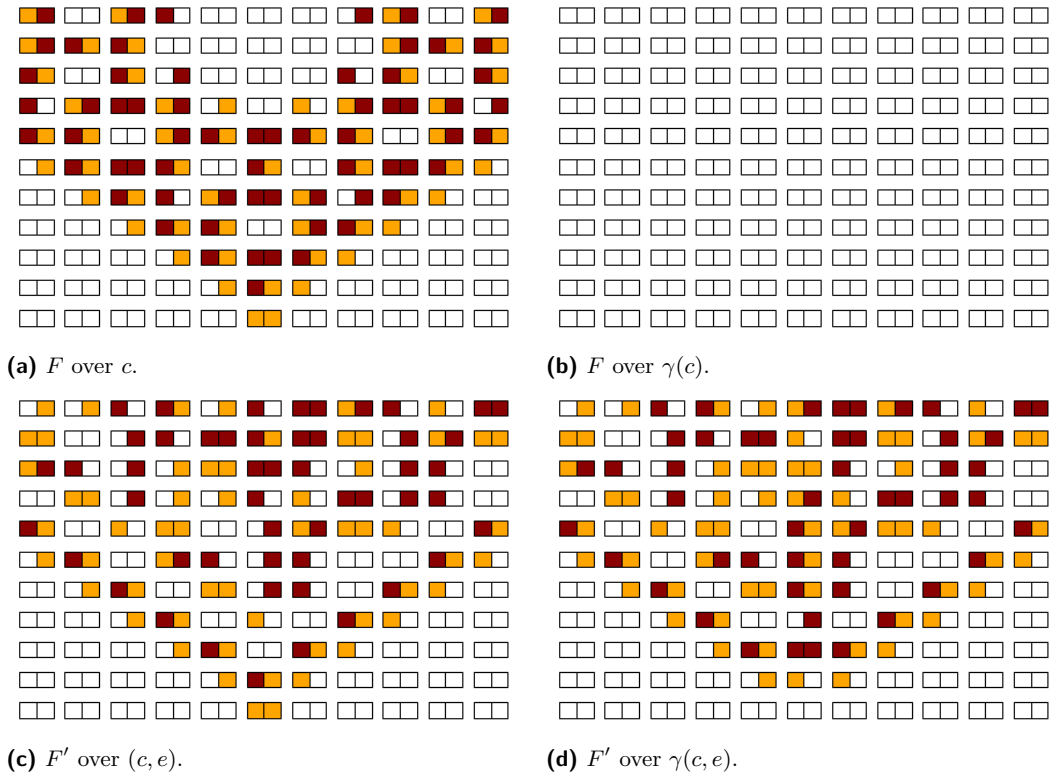 (a) F over c.
(b) F over γ(c).
(c) F′ over (c, e).
(d) F′ over γ(c, e).